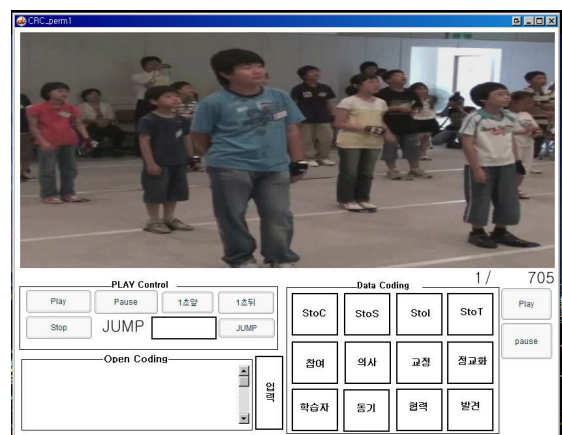 CRC_perm1
1/ 705
PLAY Control
Play Pause 1초앞 1초뒤
Stop JUMP JUMP
Open Coding
입력
Data Coding
StoC StoS StoI StoT
참여 의사 교정 정교화
학습자 동기 협력 발견
Play
pause